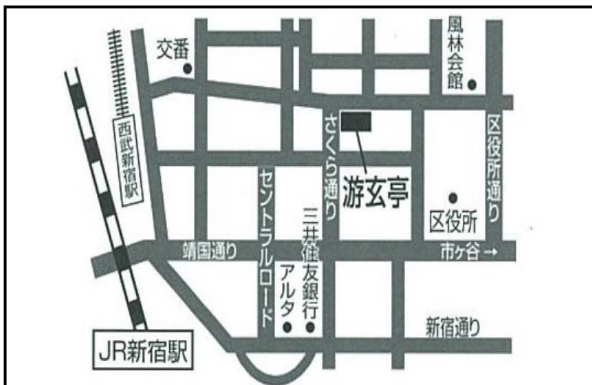 交番
風林会館
西武新宿駅
さくら通り
区役所通り
游玄亭
セントラルロード
区役所
三井住友銀行
アルタ
靖国通り
市ヶ谷→
新宿通り
JR新宿駅